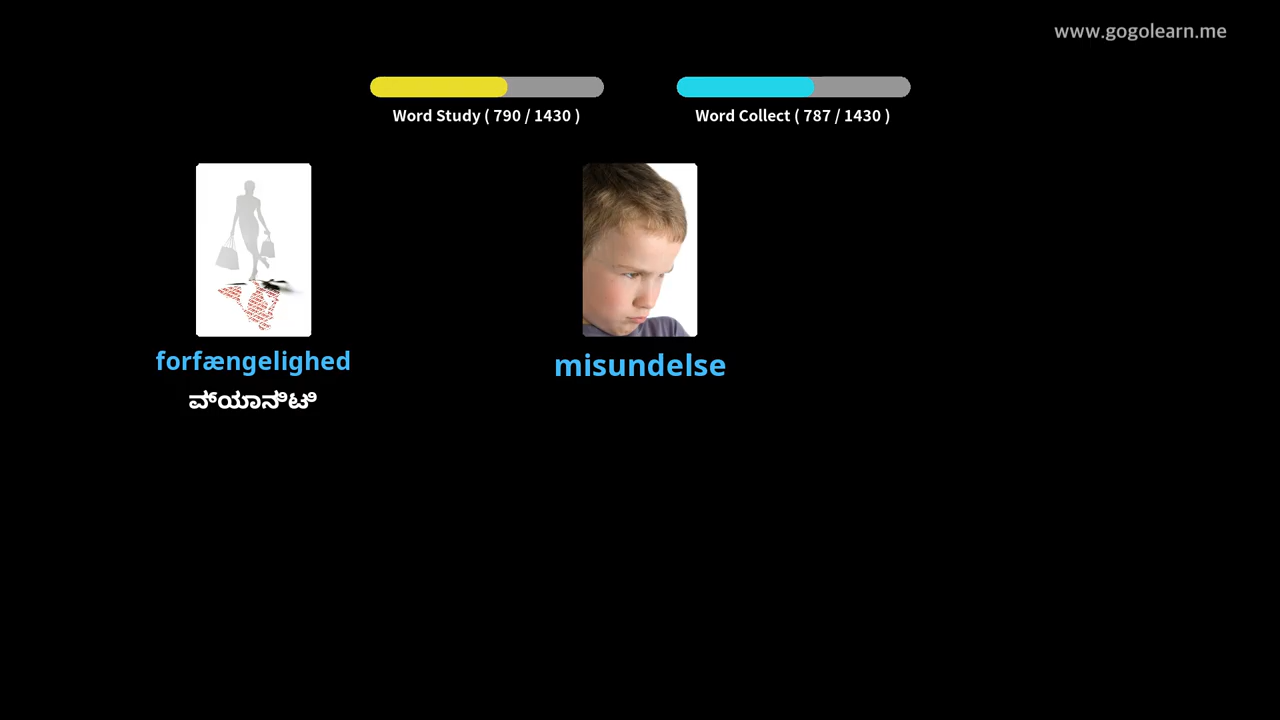 www.gogolearn.me
Word Study ( 790 / 1430 )
Word Collect ( 787 / 1430 )
forfængelighed
ವ್ಯಾನಿಟಿ
misundelse